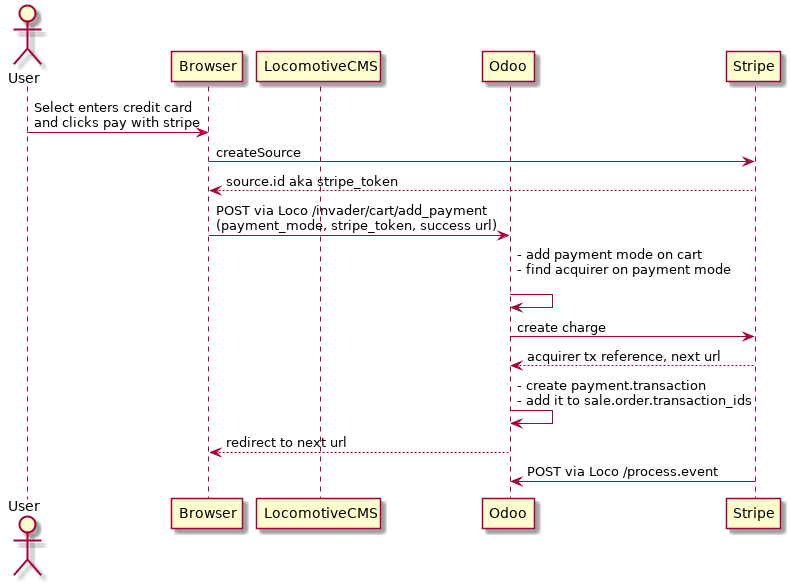 User
Browser
LocomotiveCMS
Odoo
Stripe
Select enters credit card
and clicks pay with stripe
createSource
source.id aka stripe_token
POST via Loco /invader/cart/add_payment
(payment_mode, stripe_token, success url)
- add payment mode on cart
- find acquirer on payment mode
create charge
acquirer tx reference, next url
- create payment.transaction
- add it to sale.order.transaction_ids
redirect to next url
POST via Loco /process.event
User
Browser
LocomotiveCMS
Odoo
Stripe